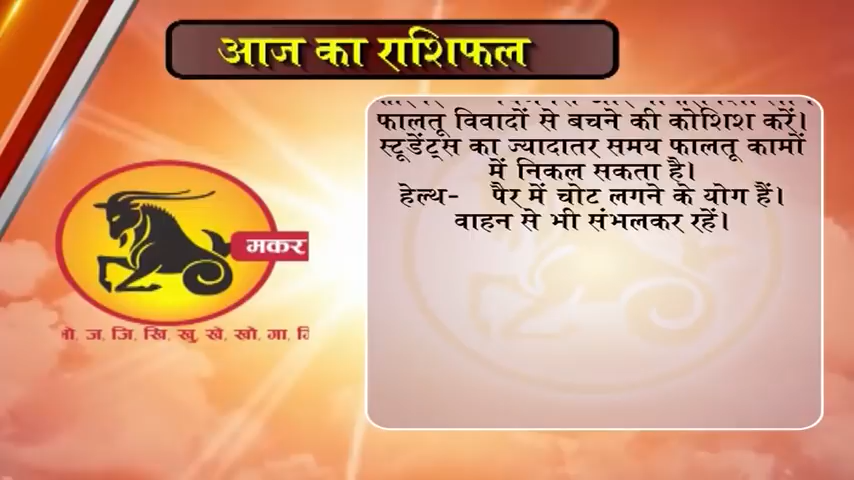 आज का राशिफल
फालतू विवादों से बचने की कोशिश करें।
स्टूडेंट्स का ज्यादातर समय फालतू कामों
में निकल सकता है।
हेल्थ- पैर में चोट लगने के योग हैं।
वाहन से भी संभलकर रहें।
मकर
ज, जि, खि, खु, खे, खो, गा,